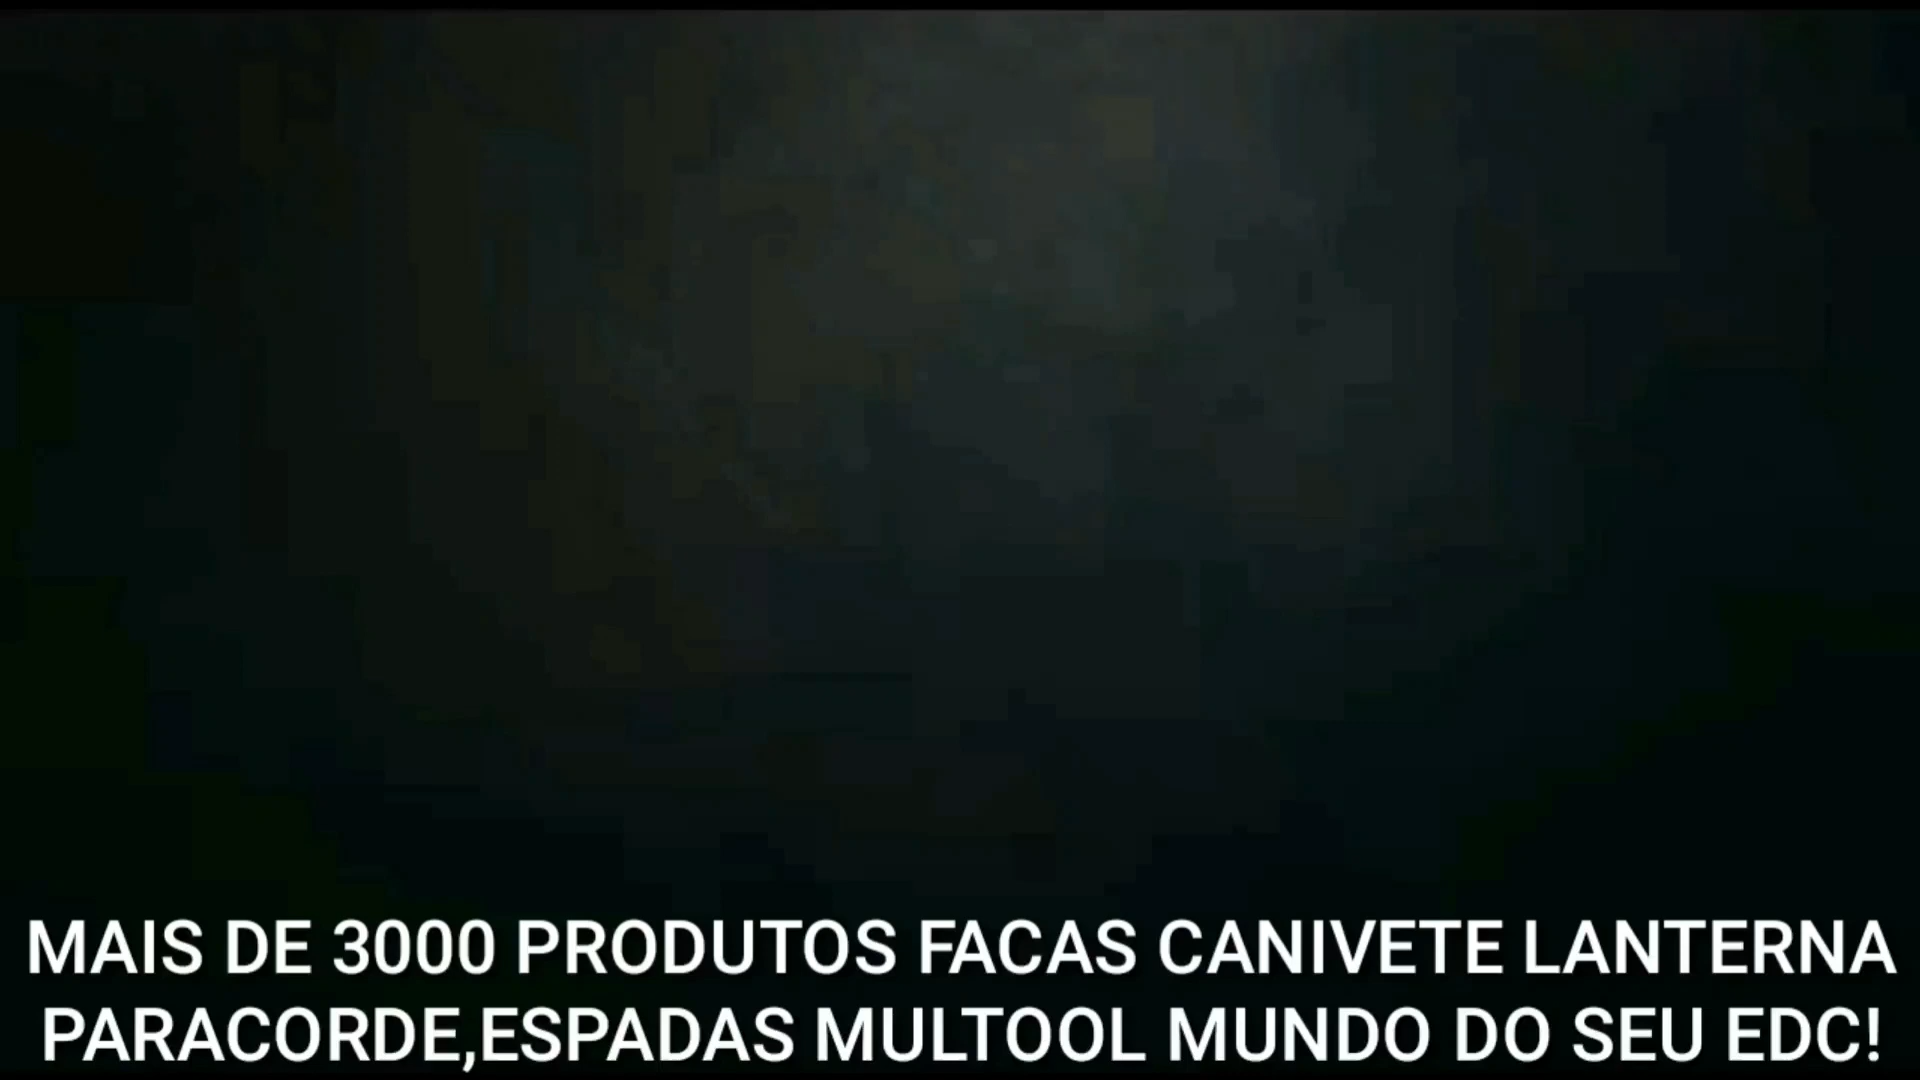 MAIS DE 3000 PRODUTOS FACAS CANIVETE LANTERNA
PARACORDE,ESPADAS MULTOOL MUNDO DO SEU EDC!